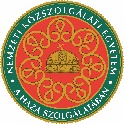 NEMZETI KÖZSZOLGÁLATI EGYETEM
A HAZA SZOLGÁLATÁBAN